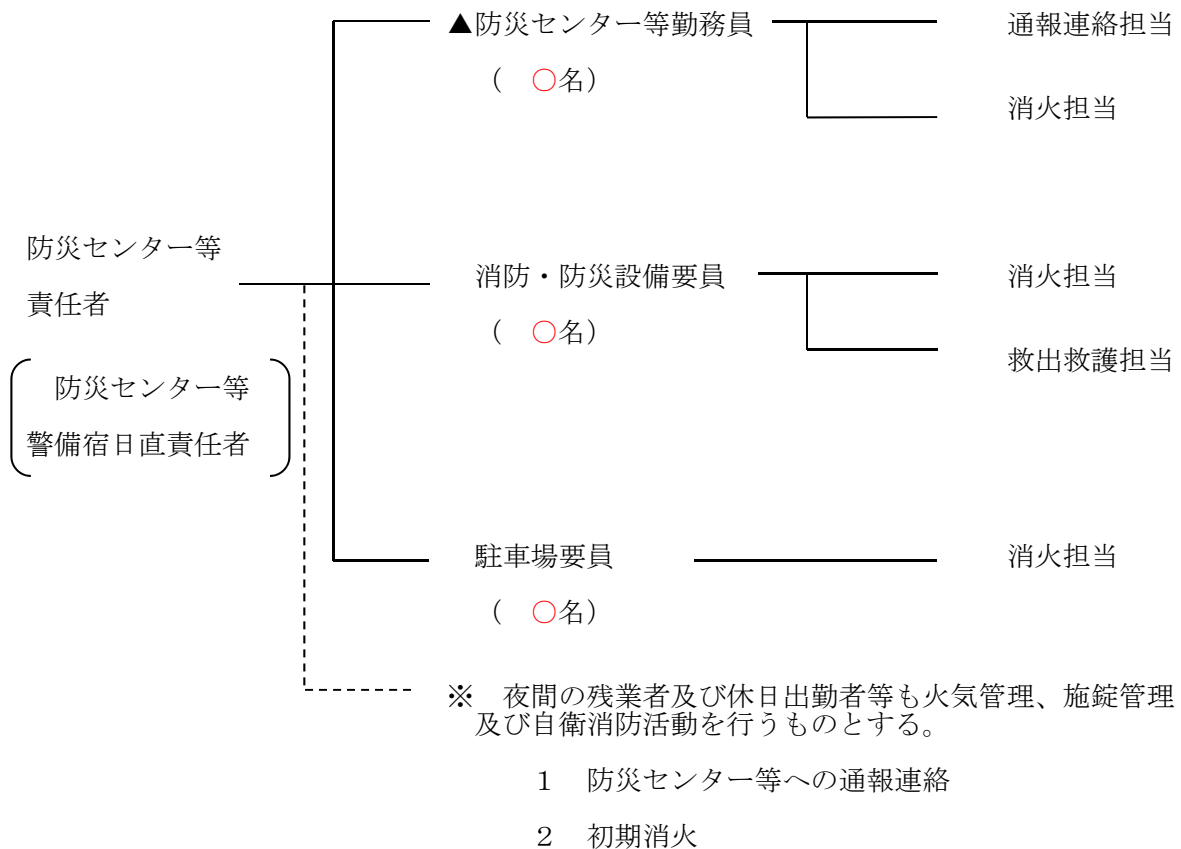 ▲防災センター等勤務員
通報連絡担当
（　〇名）
消火担当
防災センター等
責任者
消防・防災設備要員
消火担当
（　〇名）
救出救護担当
防災センター等
警備宿日直責任者
駐車場要員
消火担当
（　〇名）
※　夜間の残業者及び休日出勤者等も火気管理、施錠管理
及び自衛消防活動を行うものとする。
１　防災センター等への通報連絡
２　初期消火